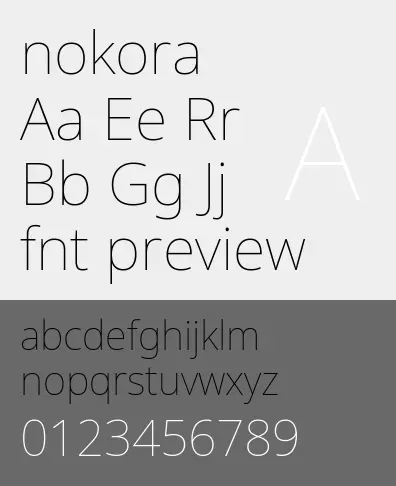 nokora
Aa Ee Rr
A
Bb Gg Jj
fnt preview
abcdefghijklm
nopqrstuvwxyz
0123456789